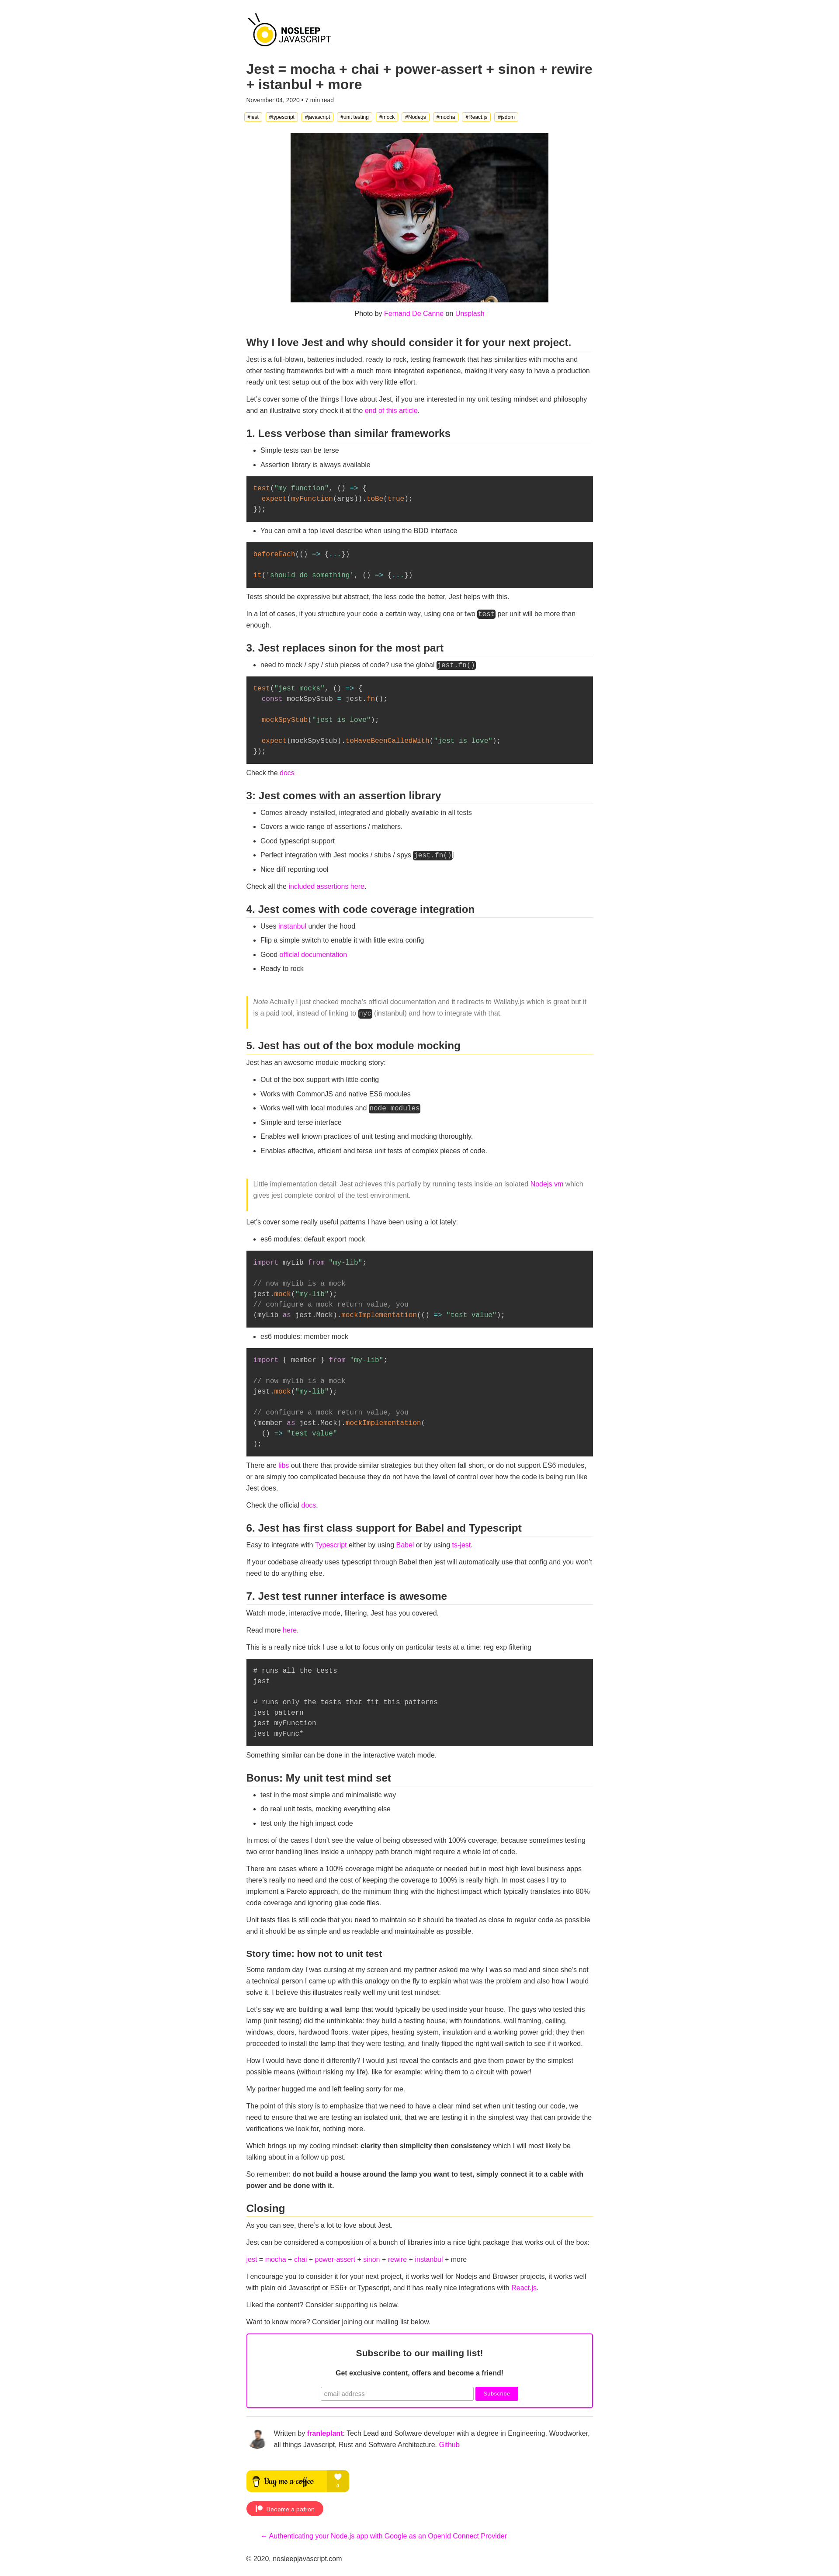 NOSLEEP
JAVASCRIPT
Jest = mocha + chai + power-assert + sinon + rewire
+ istanbul + more
November 04, 2020 • 7 min read
#jest #typescript #javascript #unit testing #mock #Node.js #mocha #React.js #jsdom
Photo by Fernand De Canne on Unsplash
Why I love Jest and why should consider it for your next project.
Jest is a full-blown, batteries included, ready to rock, testing framework that has similarities with mocha and
other testing frameworks but with a much more integrated experience, making it very easy to have a production
ready unit test setup out of the box with very little effort.
Let's cover some of the things I love about Jest, if you are interested in my unit testing mindset and philosophy
and an illustrative story check it at the end of this article.
1. Less verbose than similar frameworks
• Simple tests can be terse
• Assertion library is always available
test("my function", () => {
  expect(myFunction(args)).toBe(true);
});
• You can omit a top level describe when using the BDD interface
beforeEach(() => {...})
it('should do something', () => {...})
Tests should be expressive but abstract, the less code the better, Jest helps with this.
In a lot of cases, if you structure your code a certain way, using one or two test per unit will be more than
enough.
3. Jest replaces sinon for the most part
• need to mock / spy / stub pieces of code? use the global jest.fn()
test("jest mocks", () => {
  const mockSpyStub = jest.fn();
  mockSpyStub("jest is love");
  expect(mockSpyStub).toHaveBeenCalledWith("jest is love");
});
Check the docs
3: Jest comes with an assertion library
• Comes already installed, integrated and globally available in all tests
• Covers a wide range of assertions / matchers.
• Good typescript support
• Perfect integration with Jest mocks / stubs / spys jest.fn()
• Nice diff reporting tool
Check all the included assertions here.
4. Jest comes with code coverage integration
• Uses instanbul under the hood
• Flip a simple switch to enable it with little extra config
• Good official documentation
• Ready to rock
Note Actually I just checked mocha's official documentation and it redirects to Wallaby.js which is great but it
is a paid tool, instead of linking to nyc (instanbul) and how to integrate with that.
5. Jest has out of the box module mocking
Jest has an awesome module mocking story:
• Out of the box support with little config
• Works with CommonJS and native ES6 modules
• Works well with local modules and node_modules
• Simple and terse interface
• Enables well known practices of unit testing and mocking thoroughly.
• Enables effective, efficient and terse unit tests of complex pieces of code.
Little implementation detail: Jest achieves this partially by running tests inside an isolated Nodejs vm which
gives jest complete control of the test environment.
Let's cover some really useful patterns I have been using a lot lately:
• es6 modules: default export mock
import myLib from "my-lib";
// now myLib is a mock
jest.mock("my-lib");
// configure a mock return value, you
(myLib as jest.Mock).mockImplementation(() => "test value");
• es6 modules: member mock
import { member } from "my-lib";
// now myLib is a mock
jest.mock("my-lib");
// configure a mock return value, you
(member as jest.Mock).mockImplementation(
  () => "test value"
);
There are libs out there that provide similar strategies but they often fall short, or do not support ES6 modules,
or are simply too complicated because they do not have the level of control over how the code is being run like
Jest does.
Check the official docs.
6. Jest has first class support for Babel and Typescript
Easy to integrate with Typescript either by using Babel or by using ts-jest.
If your codebase already uses typescript through Babel then jest will automatically use that config and you won't
need to do anything else.
7. Jest test runner interface is awesome
Watch mode, interactive mode, filtering, Jest has you covered.
Read more here.
This is a really nice trick I use a lot to focus only on particular tests at a time: reg exp filtering
# runs all the tests
jest
# runs only the tests that fit this patterns
jest pattern
jest myFunction
jest myFunc*
Something similar can be done in the interactive watch mode.
Bonus: My unit test mind set
• test in the most simple and minimalistic way
• do real unit tests, mocking everything else
• test only the high impact code
In most of the cases I don't see the value of being obsessed with 100% coverage, because sometimes testing
two error handling lines inside a unhappy path branch might require a whole lot of code.
There are cases where a 100% coverage might be adequate or needed but in most high level business apps
there's really no need and the cost of keeping the coverage to 100% is really high. In most cases I try to
implement a Pareto approach, do the minimum thing with the highest impact which typically translates into 80%
code coverage and ignoring glue code files.
Unit tests files is still code that you need to maintain so it should be treated as close to regular code as possible
and it should be as simple and as readable and maintainable as possible.
Story time: how not to unit test
Some random day I was cursing at my screen and my partner asked me why I was so mad and since she's not
a technical person I came up with this analogy on the fly to explain what was the problem and also how I would
solve it. I believe this illustrates really well my unit test mindset:
Let's say we are building a wall lamp that would typically be used inside your house. The guys who tested this
lamp (unit testing) did the unthinkable: they build a testing house, with foundations, wall framing, ceiling,
windows, doors, hardwood floors, water pipes, heating system, insulation and a working power grid; they then
proceeded to install the lamp that they were testing, and finally flipped the right wall switch to see if it worked.
How I would have done it differently? I would just reveal the contacts and give them power by the simplest
possible means (without risking my life), like for example: wiring them to a circuit with power!
My partner hugged me and left feeling sorry for me.
The point of this story is to emphasize that we need to have a clear mind set when unit testing our code, we
need to ensure that we are testing an isolated unit, that we are testing it in the simplest way that can provide the
verifications we look for, nothing more.
Which brings up my coding mindset: clarity then simplicity then consistency which I will most likely be
talking about in a follow up post.
So remember: do not build a house around the lamp you want to test, simply connect it to a cable with
power and be done with it.
Closing
As you can see, there's a lot to love about Jest.
Jest can be considered a composition of a bunch of libraries into a nice tight package that works out of the box:
jest = mocha + chai + power-assert + sinon + rewire + instanbul + more
I encourage you to consider it for your next project, it works well for Nodejs and Browser projects, it works well
with plain old Javascript or ES6+ or Typescript, and it has really nice integrations with React.js.
Liked the content? Consider supporting us below.
Want to know more? Consider joining our mailing list below.
Subscribe to our mailing list!
Get exclusive content, offers and become a friend!
email address Subscribe
Written by franleplant: Tech Lead and Software developer with a degree in Engineering. Woodworker,
all things Javascript, Rust and Software Architecture. Github
Buy me a coffee
Become a patron
← Authenticating your Node.js app with Google as an OpenId Connect Provider
© 2020, nosleepjavascript.com